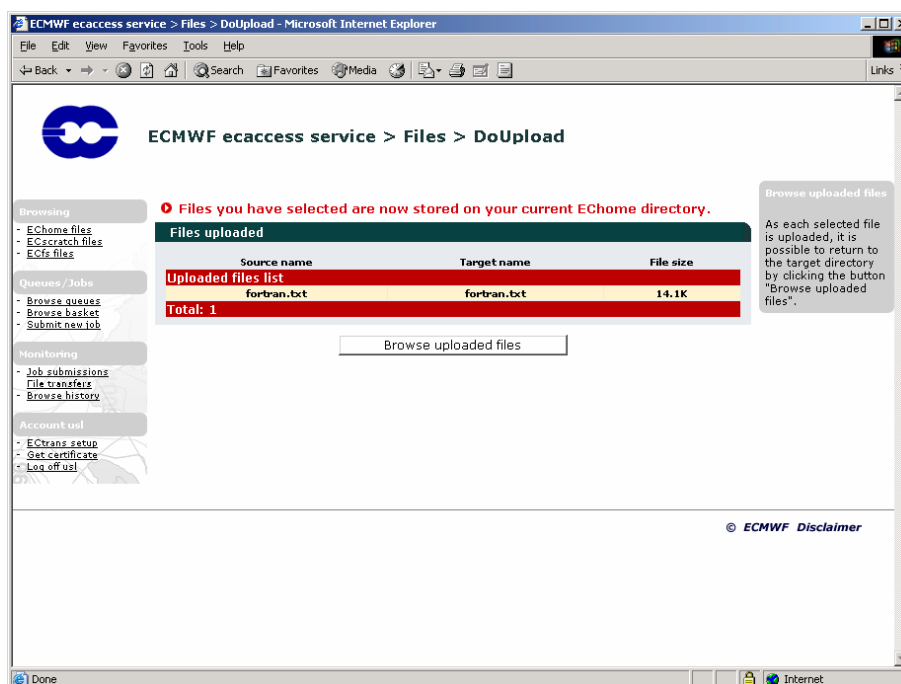 ECMWF ecaccess service > Files > DoUpload - Microsoft Internet Explorer
File Edit View Favorites Tools Help
Back Search Favorites Media Links
ECMWF ecaccess service > Files > DoUpload
Browsing
- EChome files
- ECscratch files
- ECfs files
Queues/Jobs
- Browse queues
- Browse basket
- Submit new job
Monitoring
- Job submissions
File transfers
- Browse history
Account usl
- ECtrans setup
- Get certificate
- Log off usl
Files you have selected are now stored on your current EChome directory.
Files uploaded
Source name Target name File size
Uploaded files list
fortran.txt fortran.txt 14.1K
Total: 1
Browse uploaded files
Browse uploaded files
As each selected file
is uploaded, it is
possible to return to
the target directory
by clicking the button
"Browse uploaded
files".
© ECMWF Disclaimer
Done Internet